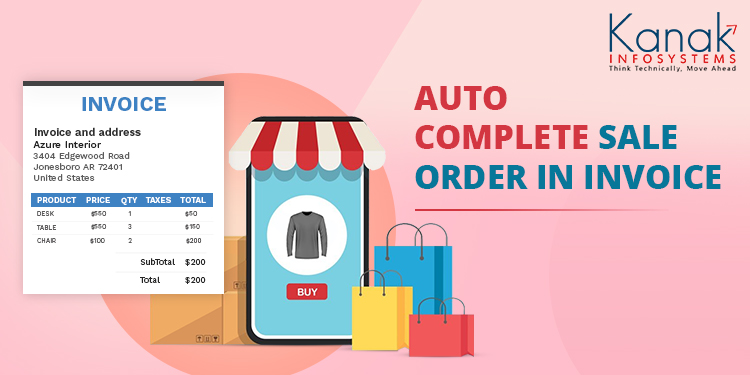 Kanak
INFOSYSTEMS
Think Technically, Move Ahead
AUTO
COMPLETE SALE
ORDER IN INVOICE
INVOICE
Invoice and address
Azure Interior
3404 Edgewood Road
Jonesboro AR 72401
United States
PRODUCT PRICE QTY TAXES TOTAL
DESK $550 1 $50
TABLE $550 3 $150
CHAIR $100 2 $200
SubTotal $200
Total $200
BUY